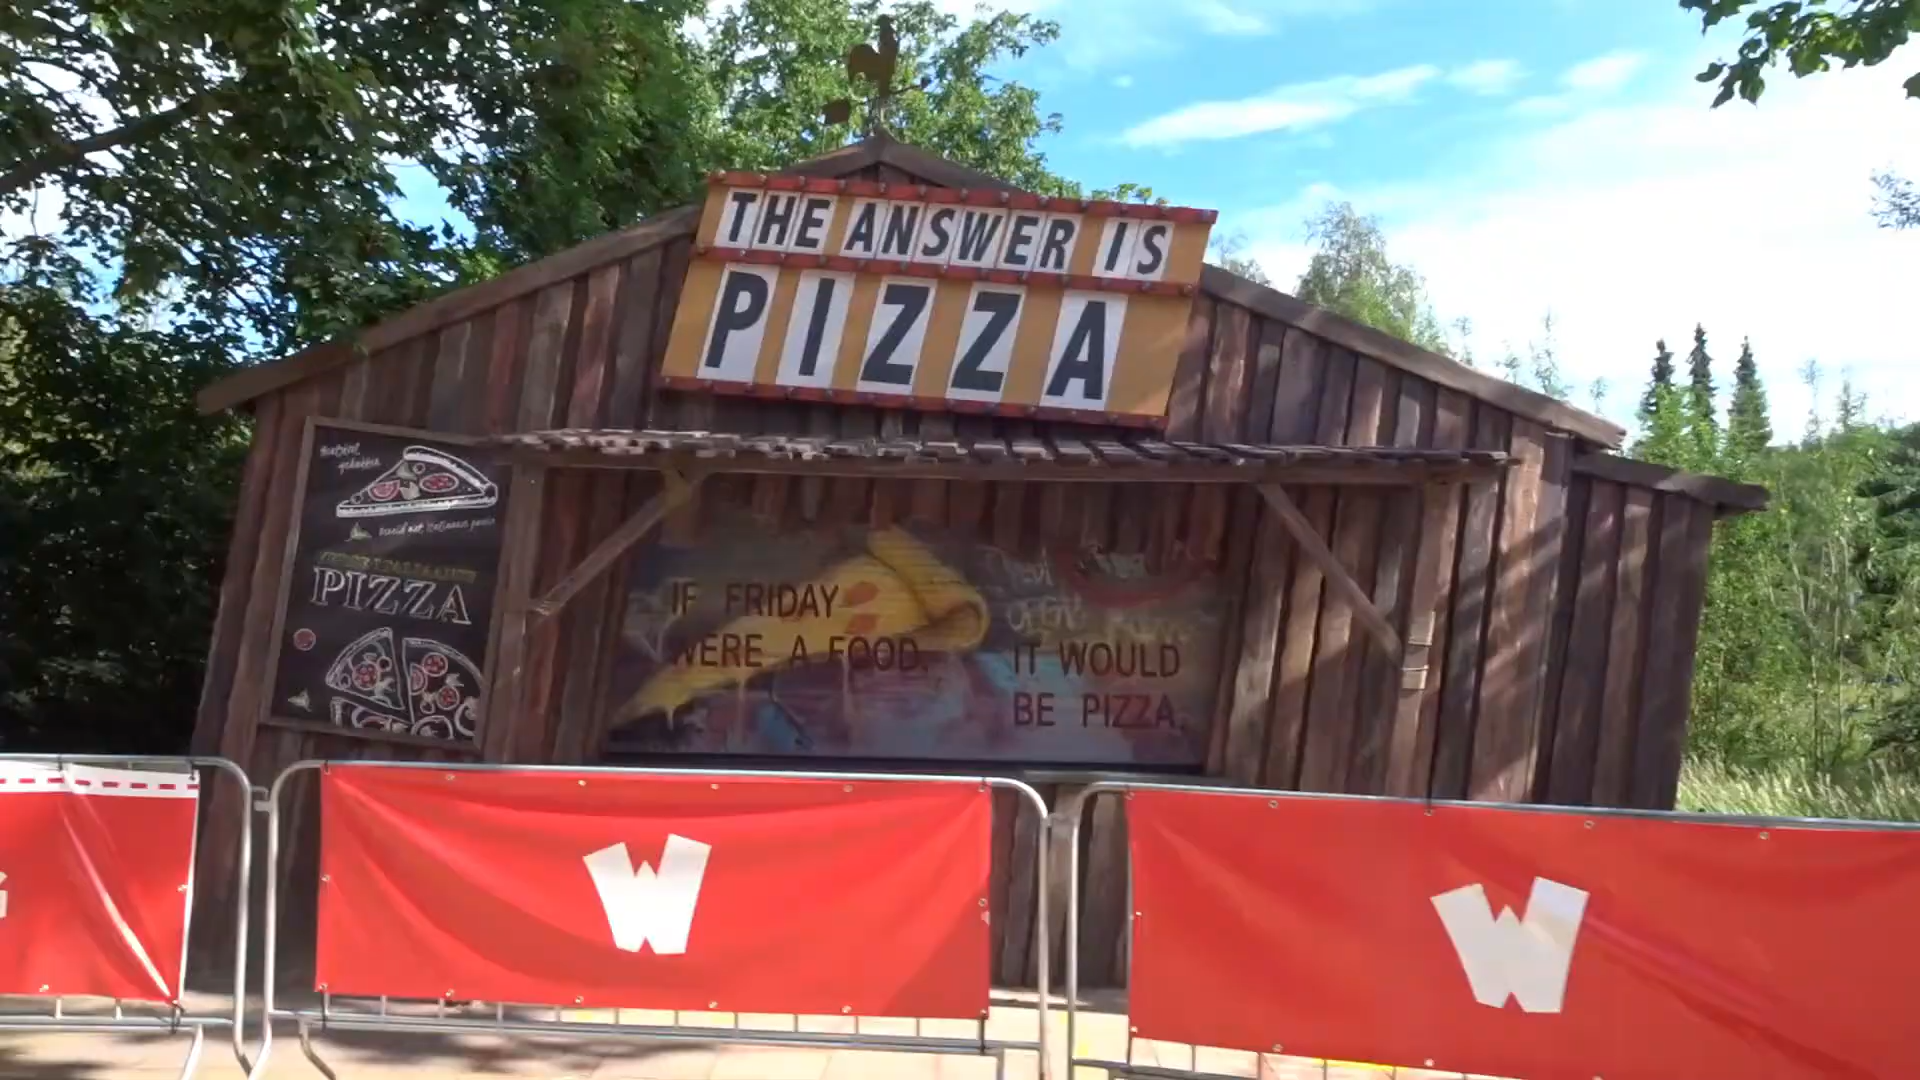 THE ANSWER IS
PIZZA
PIZZA
IF FRIDAY
WERE A FOOD,
IT WOULD
BE PIZZA.
W
W